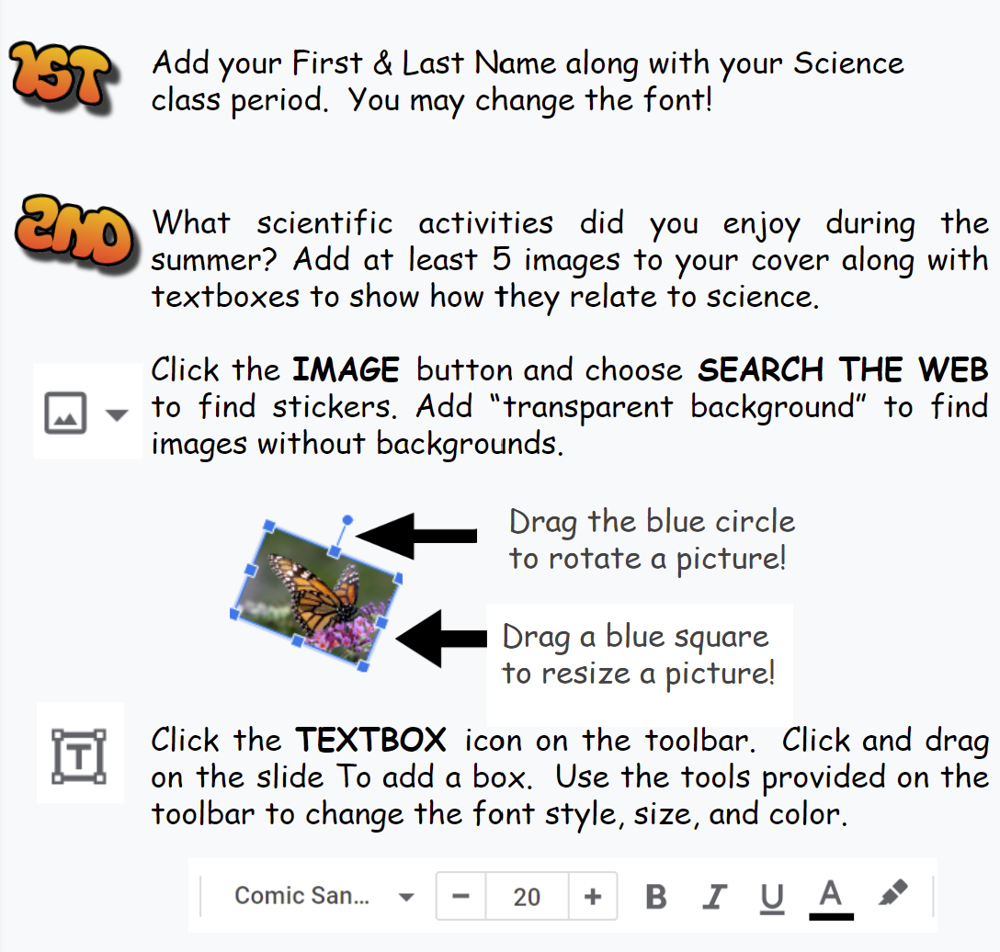 1ST
Add your First & Last Name along with your Science
class period.  You may change the font!
2ND
What scientific activities did you enjoy during the
summer? Add at least 5 images to your cover along with
textboxes to show how they relate to science.
Click the IMAGE button and choose SEARCH THE WEB
to find stickers. Add “transparent background” to find
images without backgrounds.
Drag the blue circle
to rotate a picture!
Drag a blue square
to resize a picture!
T
Click the TEXTBOX icon on the toolbar.  Click and drag
on the slide To add a box.  Use the tools provided on the
toolbar to change the font style, size, and color.
Comic San... − 20 + B I U A